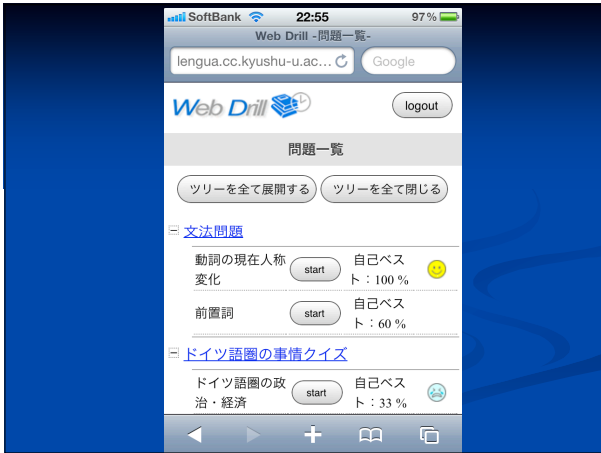 SoftBank 22:55 97%
Web Drill -問題一覧-
lengua.cc.kyushu-u.ac... Google
Web Drill logout
問題一覧
ツリーを全て展開する ツリーを全て閉じる
文法問題
動詞の現在人称 start 自己ベス
変化 ト：100 %
前置詞 start 自己ベス
ト：60 %
ドイツ語圏の事情クイズ
ドイツ語圏の政 start 自己ベス
治・経済 ト：33 %